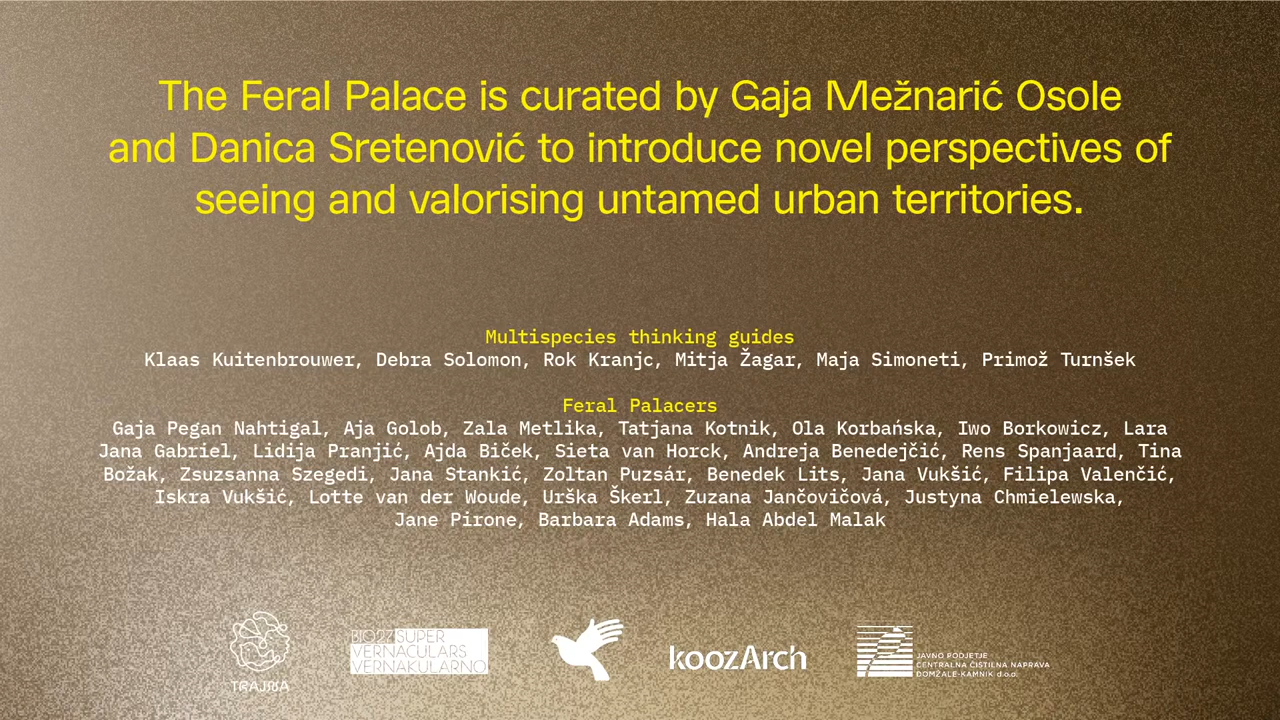 The Feral Palace is curated by Gaja Mežnarić Osole
and Danica Sretenović to introduce novel perspectives of
seeing and valorising untamed urban territories.
Multispecies thinking guides
Klaas Kuitenbrouwer, Debra Solomon, Rok Kranjc, Mitja Žagar, Maja Simoneti, Primož Turnšek
Feral Palacers
Gaja Pegan Nahtigal, Aja Golob, Zala Metlika, Tatjana Kotnik, Ola Korbańska, Iwo Borkowicz, Lara
Jana Gabriel, Lidija Pranjić, Ajda Biček, Sieta van Horck, Andreja Benedejčič, Rens Spanjaard, Tina
Božak, Zsuzsanna Szegedi, Jana Stankić, Zoltan Puzsár, Benedek Lits, Jana Vukšić, Filipa Valenčić,
Iskra Vukšić, Lotte van der Woude, Urška Škerl, Zuzana Jančovičová, Justyna Chmielewska,
Jane Pirone, Barbara Adams, Hala Abdel Malak
TRAJNA
BIO27 SUPER
VERNACULARS
VERNAKULARNO
koozArch
JAVNO PODJETJE
CENTRALNA ČISTILNA NAPRAVA
DOMŽALE-KAMNIK d.o.o.